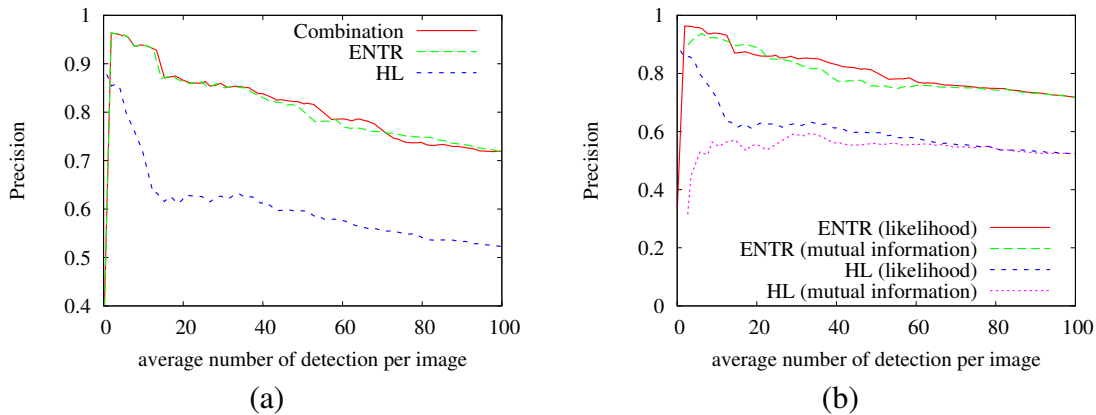 1
0.9
0.8
0.7
0.6
0.5
0.4
Precision
Combination
ENTR
HL
0 20 40 60 80 100
average number of detection per image
(a)
1
0.8
0.6
0.4
0.2
0
Precision
ENTR (likelihood)
ENTR (mutual information)
HL (likelihood)
HL (mutual information)
0 20 40 60 80 100
average number of detection per image
(b)